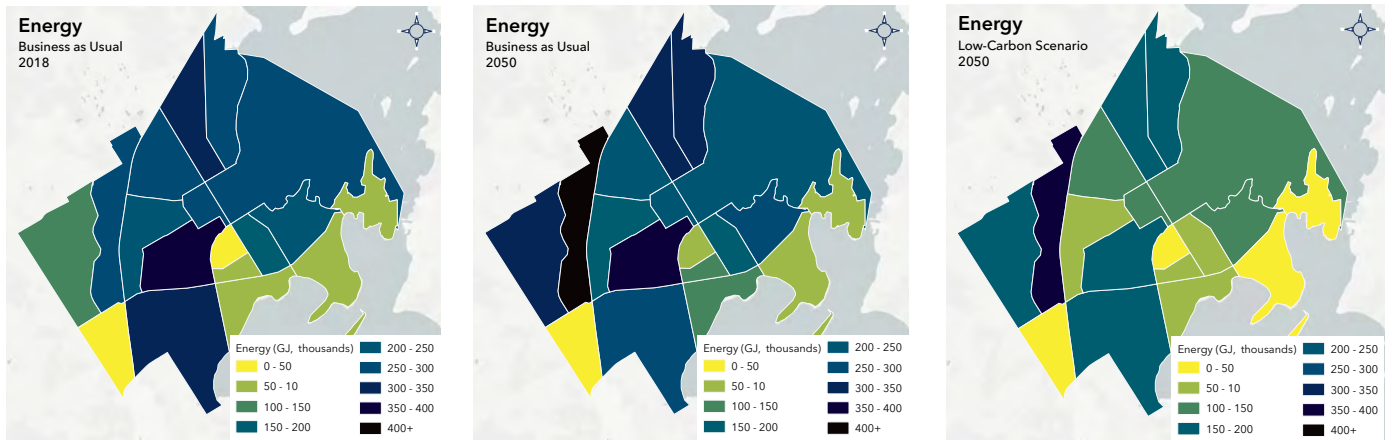 Energy
Business as Usual
2018
Energy (GJ, thousands)
0 - 50
50 - 10
100 - 150
150 - 200
200 - 250
250 - 300
300 - 350
350 - 400
400+
Energy
Business as Usual
2050
Energy (GJ, thousands)
0 - 50
50 - 10
100 - 150
150 - 200
200 - 250
250 - 300
300 - 350
350 - 400
400+
Energy
Low-Carbon Scenario
2050
Energy (GJ, thousands)
0 - 50
50 - 10
100 - 150
150 - 200
200 - 250
250 - 300
300 - 350
350 - 400
400+